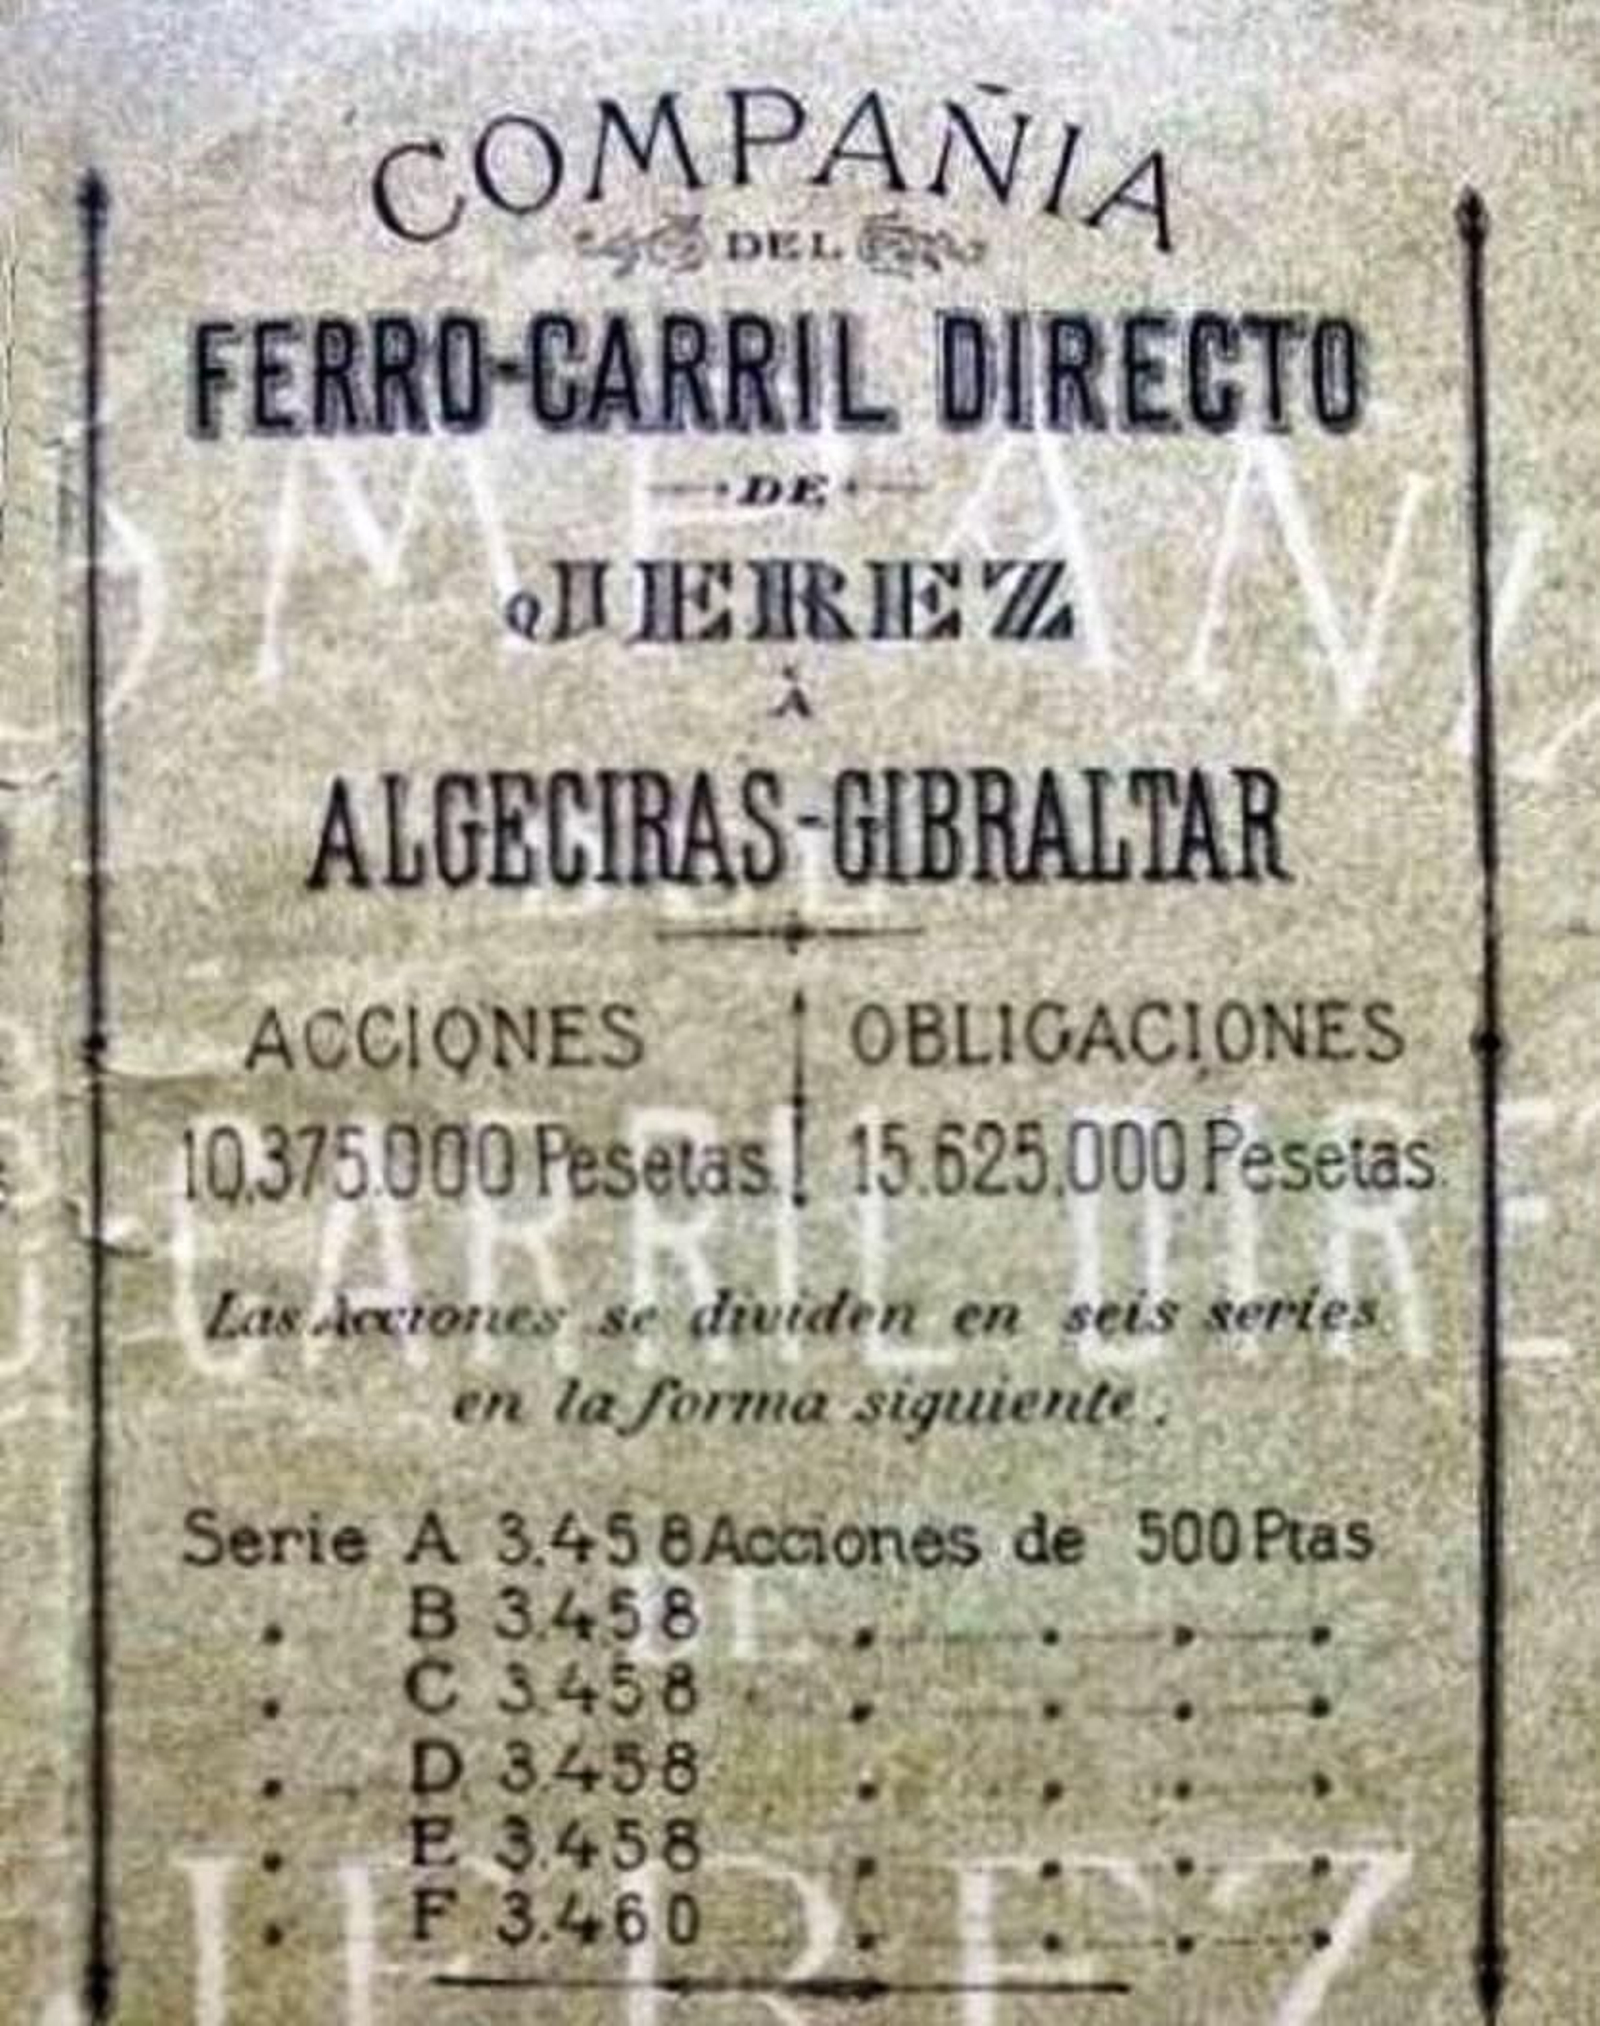 COMPAÑIA
DEL
FERRO-CARRIL DIRECTO
DE
JEREZ
Á
ALGECIRAS-GIBRALTAR
ACCIONES
10.375.000 Pesetas.
OBLIGACIONES
15.625.000 Pesetas.
Las Acciones se dividen en seis series
en la forma siguiente:
Serie A 3.458 Acciones de 500 Ptas
. B 3.458 . . . .
. C 3.458 . . . .
. D 3.458 . . . .
. E 3.458 . . . .
. F 3.460 . . . .